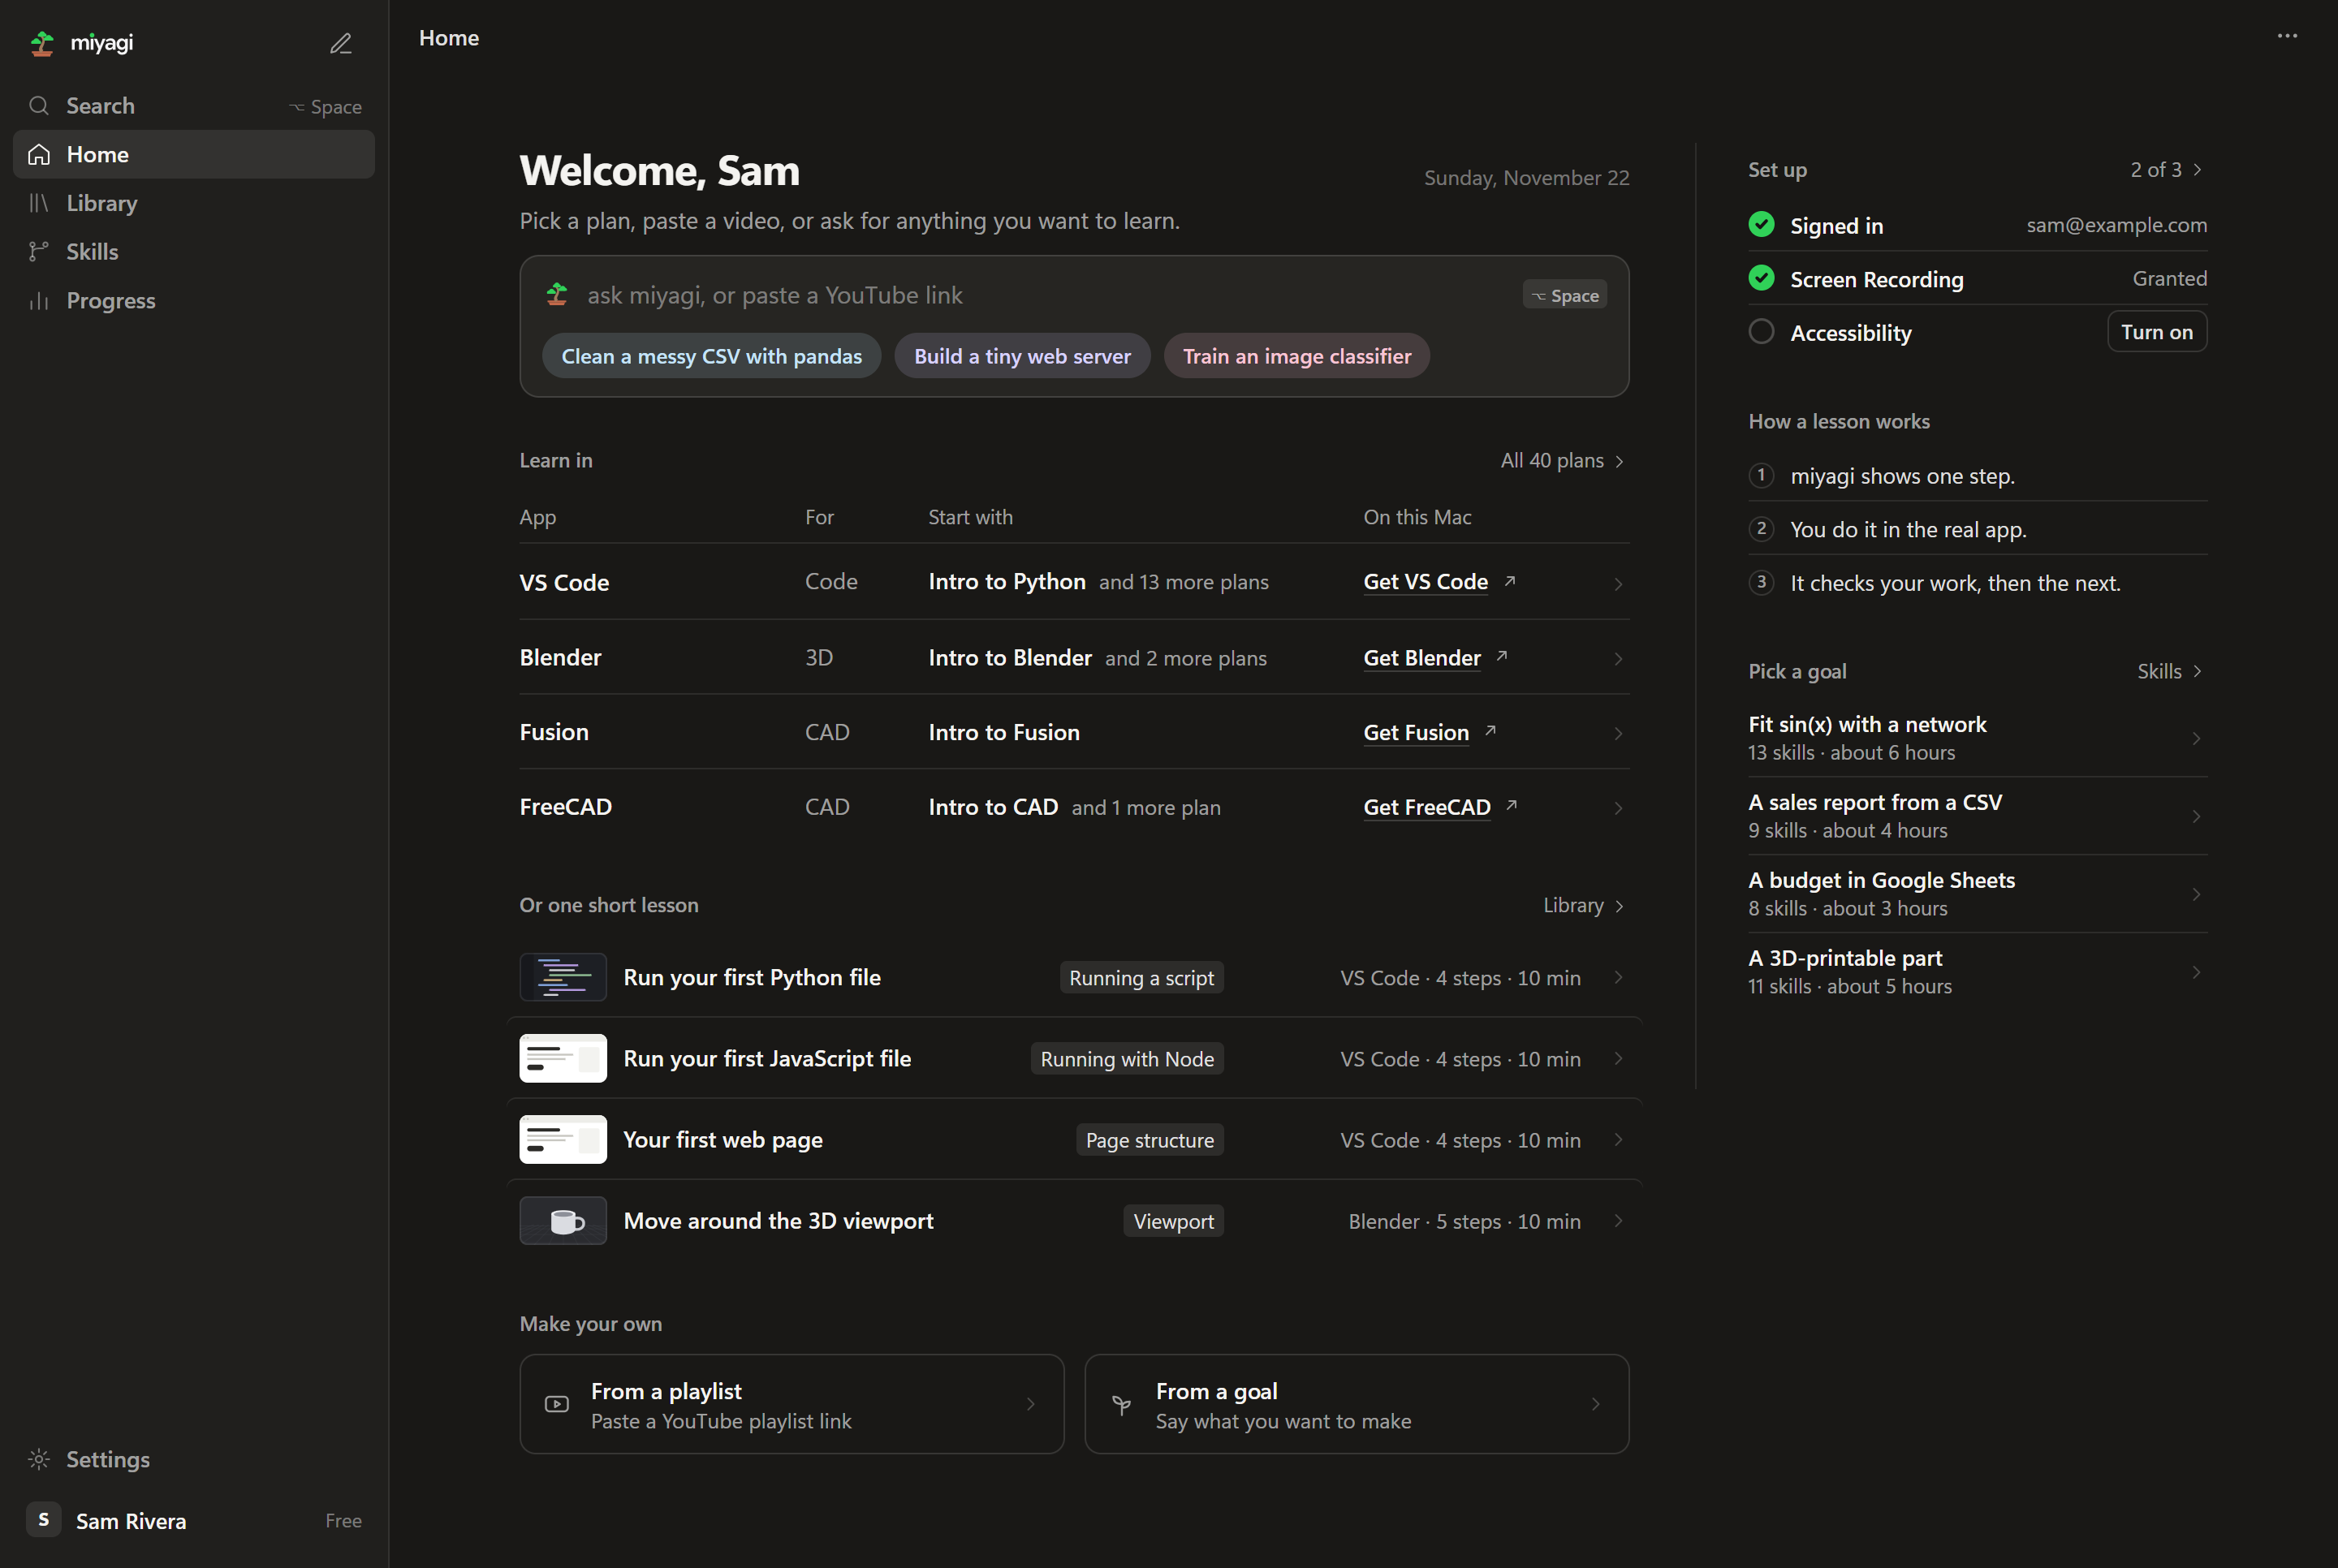 miyagi
Search
⌥ Space
Home
Library
Skills
Progress
Settings
S
Sam Rivera
Free
Home
Welcome, Sam
Sunday, November 22
Pick a plan, paste a video, or ask for anything you want to learn.
ask miyagi, or paste a YouTube link
⌥ Space
Clean a messy CSV with pandas
Build a tiny web server
Train an image classifier
Learn in
All 40 plans
App For Start with On this Mac
VS Code Code Intro to Python and 13 more plans Get VS Code
Blender 3D Intro to Blender and 2 more plans Get Blender
Fusion CAD Intro to Fusion Get Fusion
FreeCAD CAD Intro to CAD and 1 more plan Get FreeCAD
Or one short lesson
Library
Run your first Python file Running a script VS Code · 4 steps · 10 min
Run your first JavaScript file Running with Node VS Code · 4 steps · 10 min
Your first web page Page structure VS Code · 4 steps · 10 min
Move around the 3D viewport Viewport Blender · 5 steps · 10 min
Make your own
From a playlist
Paste a YouTube playlist link
From a goal
Say what you want to make
Set up
2 of 3
Signed in sam@example.com
Screen Recording Granted
Accessibility Turn on
How a lesson works
1 miyagi shows one step.
2 You do it in the real app.
3 It checks your work, then the next.
Pick a goal
Skills
Fit sin(x) with a network
13 skills · about 6 hours
A sales report from a CSV
9 skills · about 4 hours
A budget in Google Sheets
8 skills · about 3 hours
A 3D-printable part
11 skills · about 5 hours